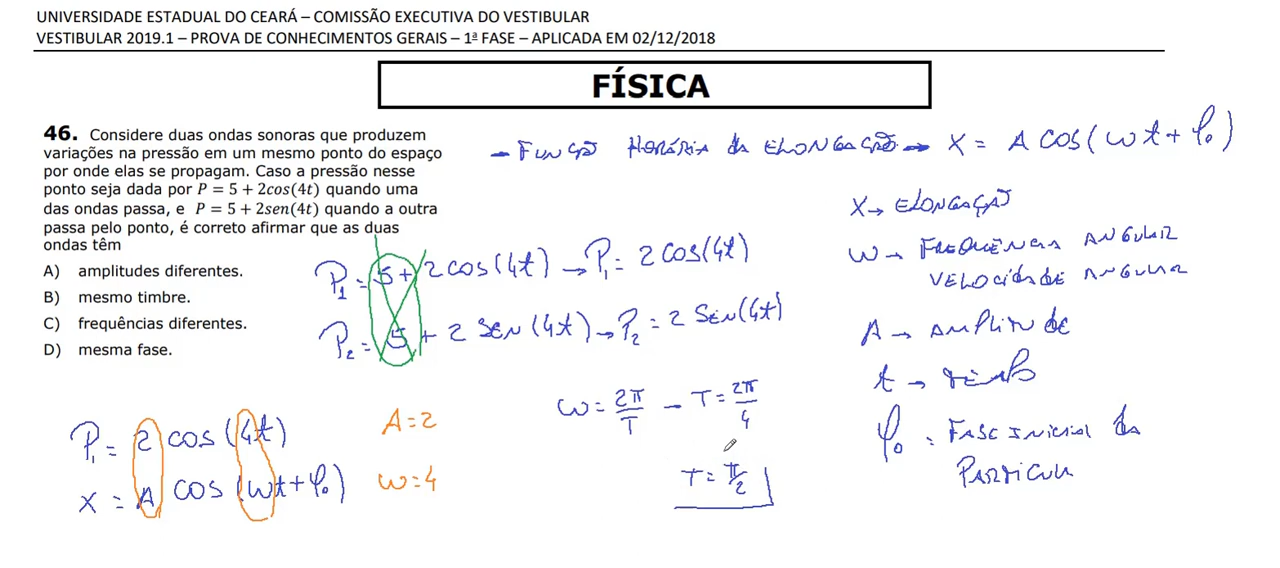 UNIVERSIDADE ESTADUAL DO CEARÁ – COMISSÃO EXECUTIVA DO VESTIBULAR
VESTIBULAR 2019.1 – PROVA DE CONHECIMENTOS GERAIS – 1ª FASE – APLICADA EM 02/12/2018
FÍSICA
46. Considere duas ondas sonoras que produzem
variações na pressão em um mesmo ponto do espaço
por onde elas se propagam. Caso a pressão nesse
ponto seja dada por P = 5 + 2cos(4t) quando uma
das ondas passa, e P = 5 + 2sen(4t) quando a outra
passa pelo ponto, é correto afirmar que as duas
ondas têm
A) amplitudes diferentes.
B) mesmo timbre.
C) frequências diferentes.
D) mesma fase.
– FUNÇÃO HORÁRIA da ELONGAÇÃO → X = A COS(ωt + φ₀)
X → ELONGAÇÃO
ω → FREQUÊNCIA ANGULAR
VELOCIDADE ANGULAR
A → AMPLITUDE
t → TEMPO
φ₀ : FASE INICIAL da
PARTICULA
P₁ = 5 + 2 cos(4t) → P₁ = 2 cos(4t)
P₂ = 5 + 2 SEN(4t) → P₂ = 2 SEN(4t)
ω = 2π/T – T = 2π/4
T = π/2
P₁ = 2 cos(4t)
X = A cos(ωt + φ₀)
A = 2
ω = 4